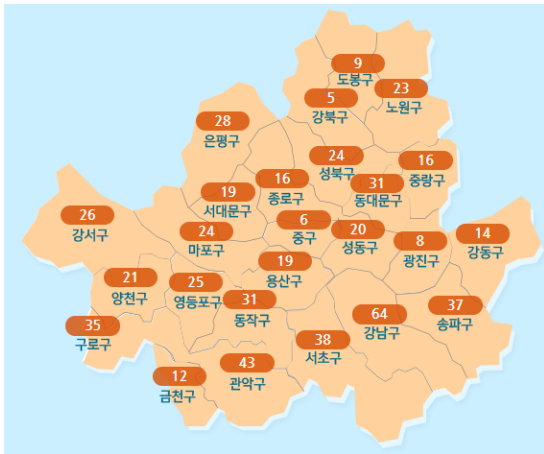 9
도봉구
23
노원구
5
강북구
28
은평구
24
성북구
16
중랑구
16
종로구
31
동대문구
19
서대문구
26
강서구
6
중구
20
성동구
24
마포구
8
광진구
14
강동구
19
용산구
21
양천구
25
영등포구
31
동작구
37
송파구
64
강남구
35
구로구
38
서초구
43
관악구
12
금천구